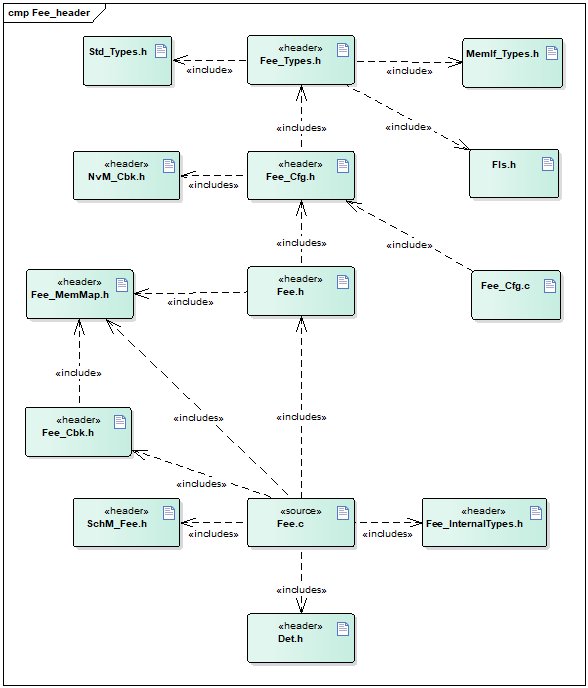 cmp Fee_header
Std_Types.h
«include»
«header»
Fee_Types.h
«include»
MemIf_Types.h
«includes»
«include»
Fls.h
«header»
NvM_Cbk.h
«includes»
«header»
Fee_Cfg.h
«includes»
«include»
Fee_Cfg.c
«header»
Fee_MemMap.h
«include»
«header»
Fee.h
«include»
«includes»
«includes»
«header»
Fee_Cbk.h
«includes»
«header»
SchM_Fee.h
«includes»
«source»
Fee.c
«includes»
«header»
Fee_InternalTypes.h
«includes»
«header»
Det.h